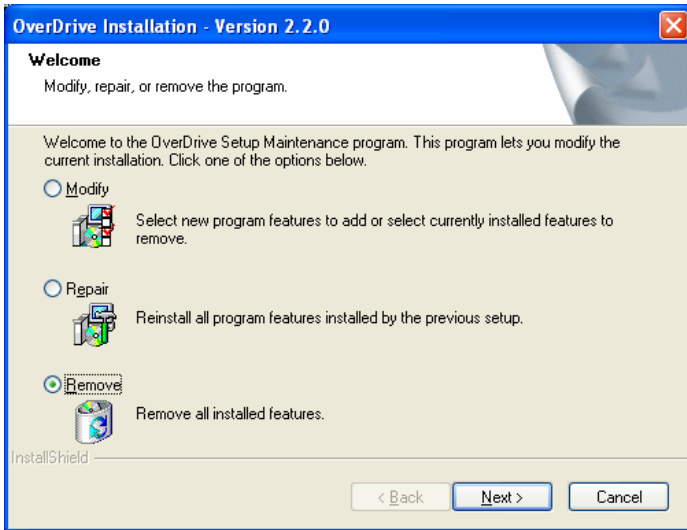 OverDrive Installation - Version 2.2.0
Welcome
Modify, repair, or remove the program.
Welcome to the OverDrive Setup Maintenance program. This program lets you modify the
current installation. Click one of the options below.
Modify
Select new program features to add or select currently installed features to
remove.
Repair
Reinstall all program features installed by the previous setup.
Remove
Remove all installed features.
InstallShield
< Back
Next >
Cancel